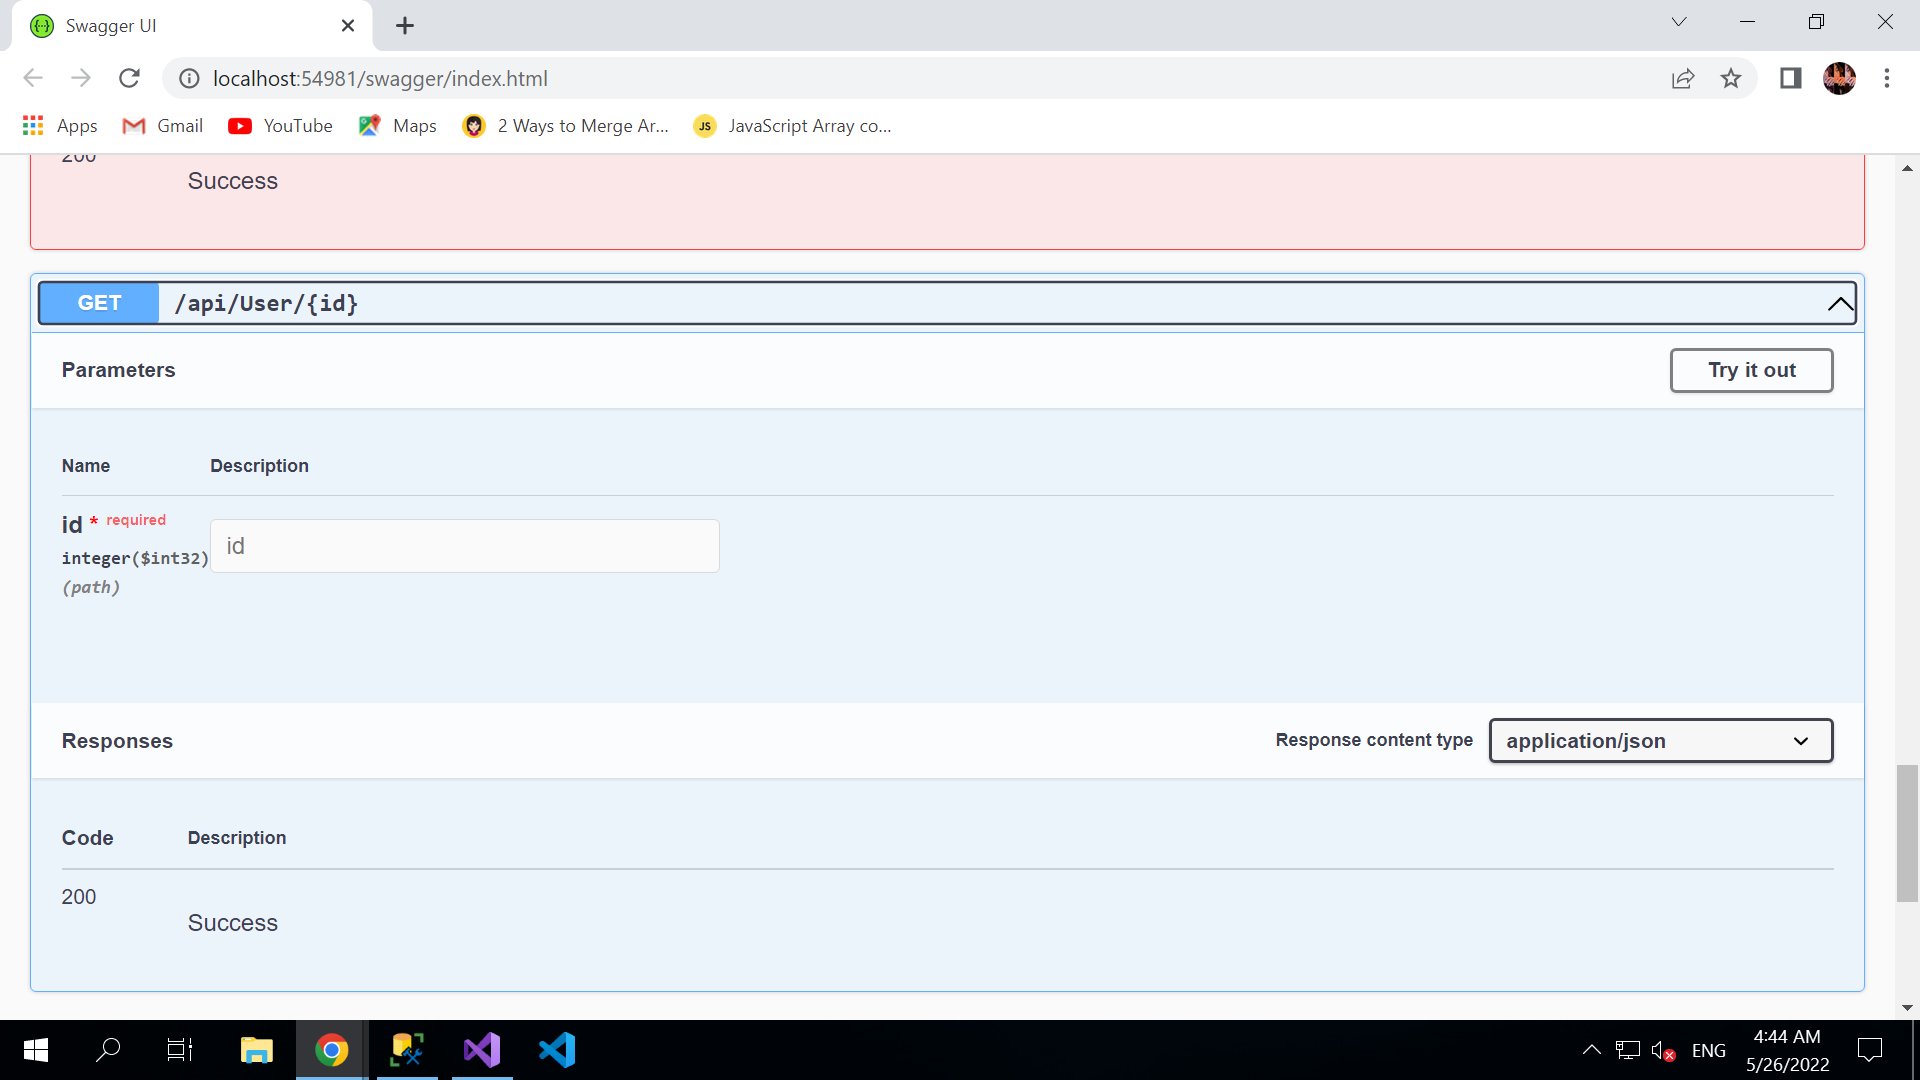 Swagger UI
localhost:54981/swagger/index.html
Apps
Gmail
YouTube
Maps
2 Ways to Merge Ar...
JS
JavaScript Array co...
200
Success
GET
/api/User/{id}
Parameters
Try it out
Name
Description
id * required
integer($int32)
(path)
id
Responses
Response content type
application/json
Code
Description
200
Success
ENG
4:44 AM
5/26/2022